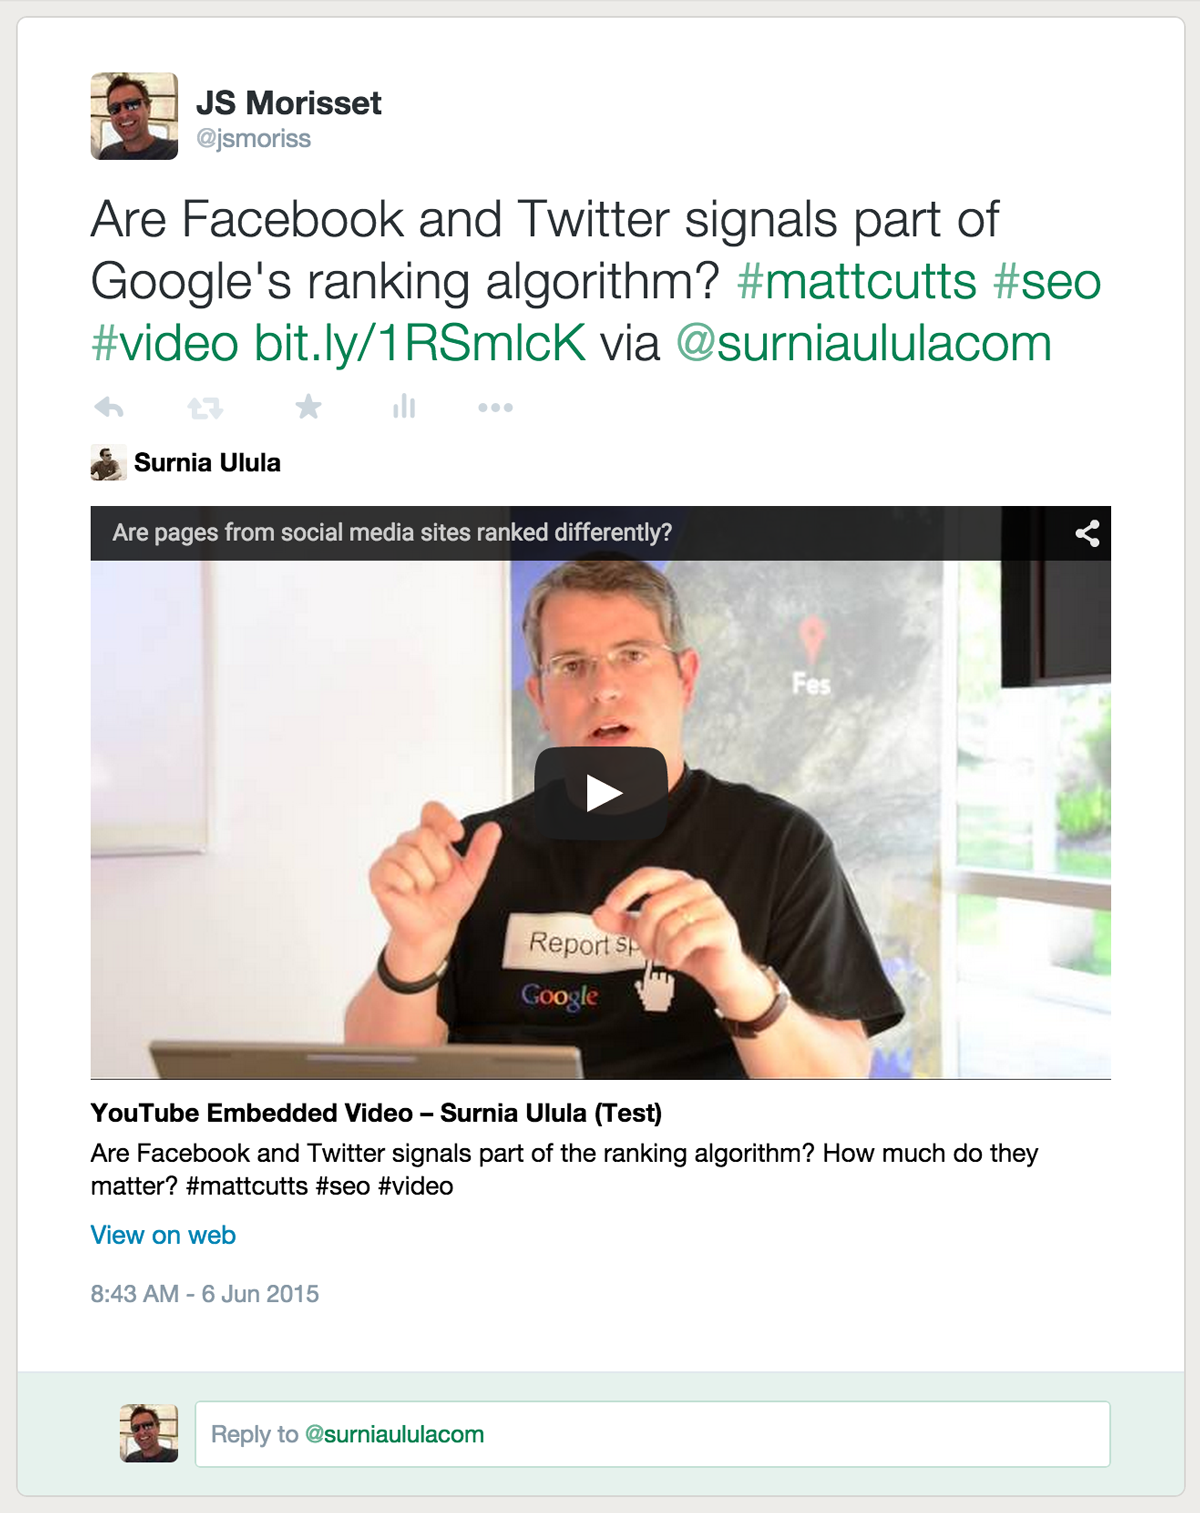 JS Morisset
@jsmoriss
Are Facebook and Twitter signals part of
Google's ranking algorithm? #mattcutts #seo
#video bit.ly/1RSmlcK via @surniaululacom
Surnia Ulula
Are pages from social media sites ranked differently?
Fes
Report sp
Google
YouTube Embedded Video – Surnia Ulula (Test)
Are Facebook and Twitter signals part of the ranking algorithm? How much do they
matter? #mattcutts #seo #video
View on web
8:43 AM - 6 Jun 2015
Reply to @surniaululacom